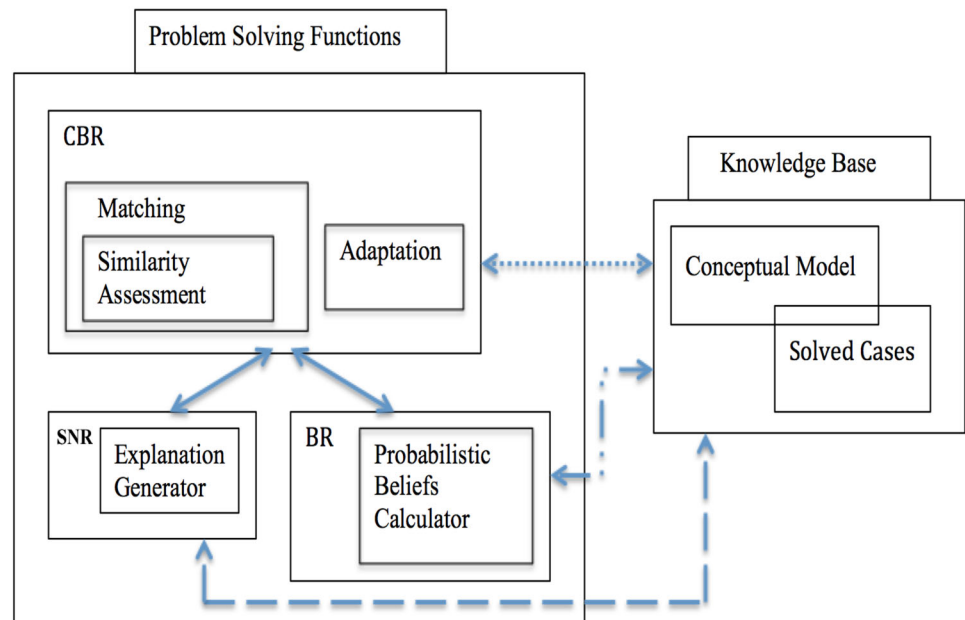 Problem Solving Functions
CBR
Matching
Similarity
Assessment
Adaptation
SNR
Explanation
Generator
BR
Probabilistic
Beliefs
Calculator
Knowledge Base
Conceptual Model
Solved Cases